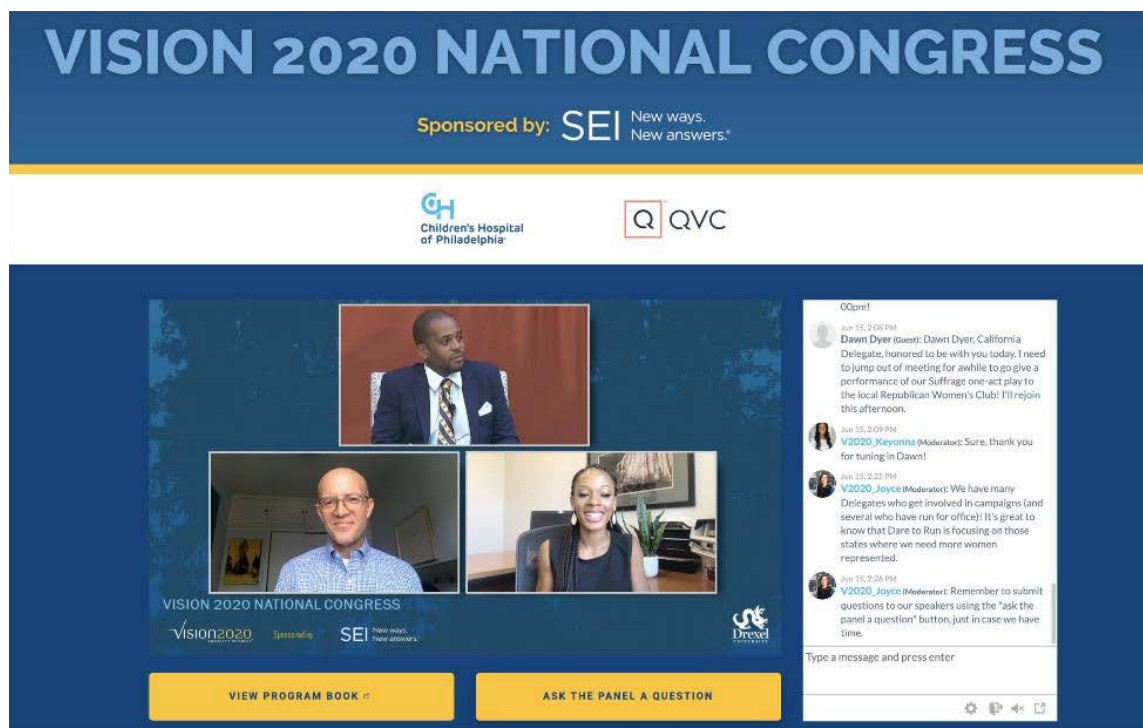 VISION 2020 NATIONAL CONGRESS
Sponsored by: SEI New ways.
New answers.®
CH
Children's Hospital
of Philadelphia
Q QVC
VISION 2020 NATIONAL CONGRESS
Vision2020
Sponsored by
SEI New ways.
New answers.
Drexel
UNIVERSITY
VIEW PROGRAM BOOK
ASK THE PANEL A QUESTION
00pm!
Jun 15, 2:08 PM
Dawn Dyer (Guest): Dawn Dyer, California
Delegate, honored to be with you today. I need
to jump out of meeting for awhile to go give a
performance of our Suffrage one-act play to
the local Republican Women's Club! I'll rejoin
this afternoon.
Jun 15, 2:09 PM
V2020_Keyonna (Moderator): Sure, thank you
for tuning in Dawn!
Jun 15, 2:23 PM
V2020_Joyce (Moderator): We have many
Delegates who get involved in campaigns (and
several who have run for office)! It's great to
know that Dare to Run is focusing on those
states where we need more women
represented.
Jun 15, 2:26 PM
V2020_Joyce (Moderator): Remember to submit
questions to our speakers using the "ask the
panel a question" button, just in case we have
time.
Type a message and press enter